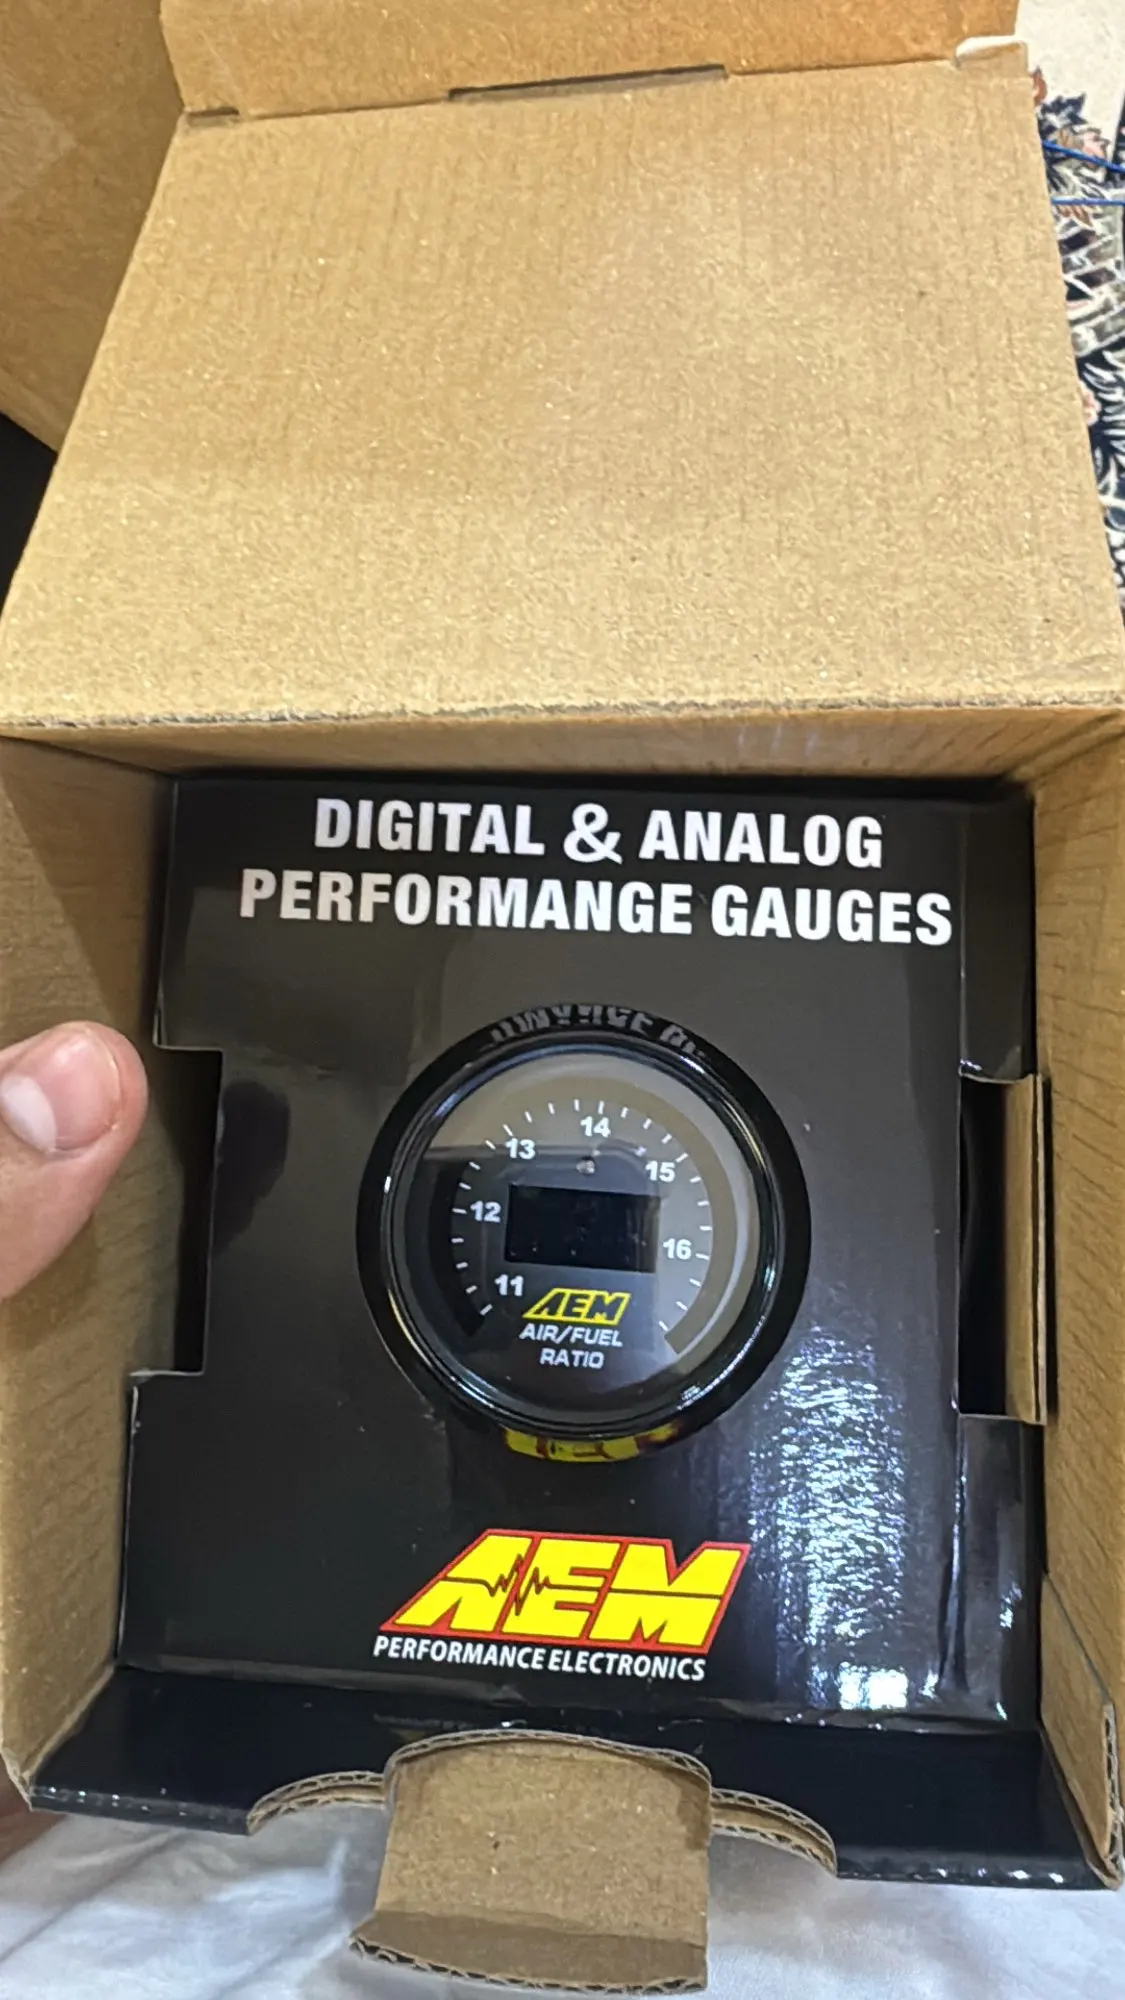 DIGITAL & ANALOG
PERFORMANGE GAUGES
14
13
15
12
16
11
AEM
AIR/FUEL
RATIO
AEM
PERFORMANCE ELECTRONICS